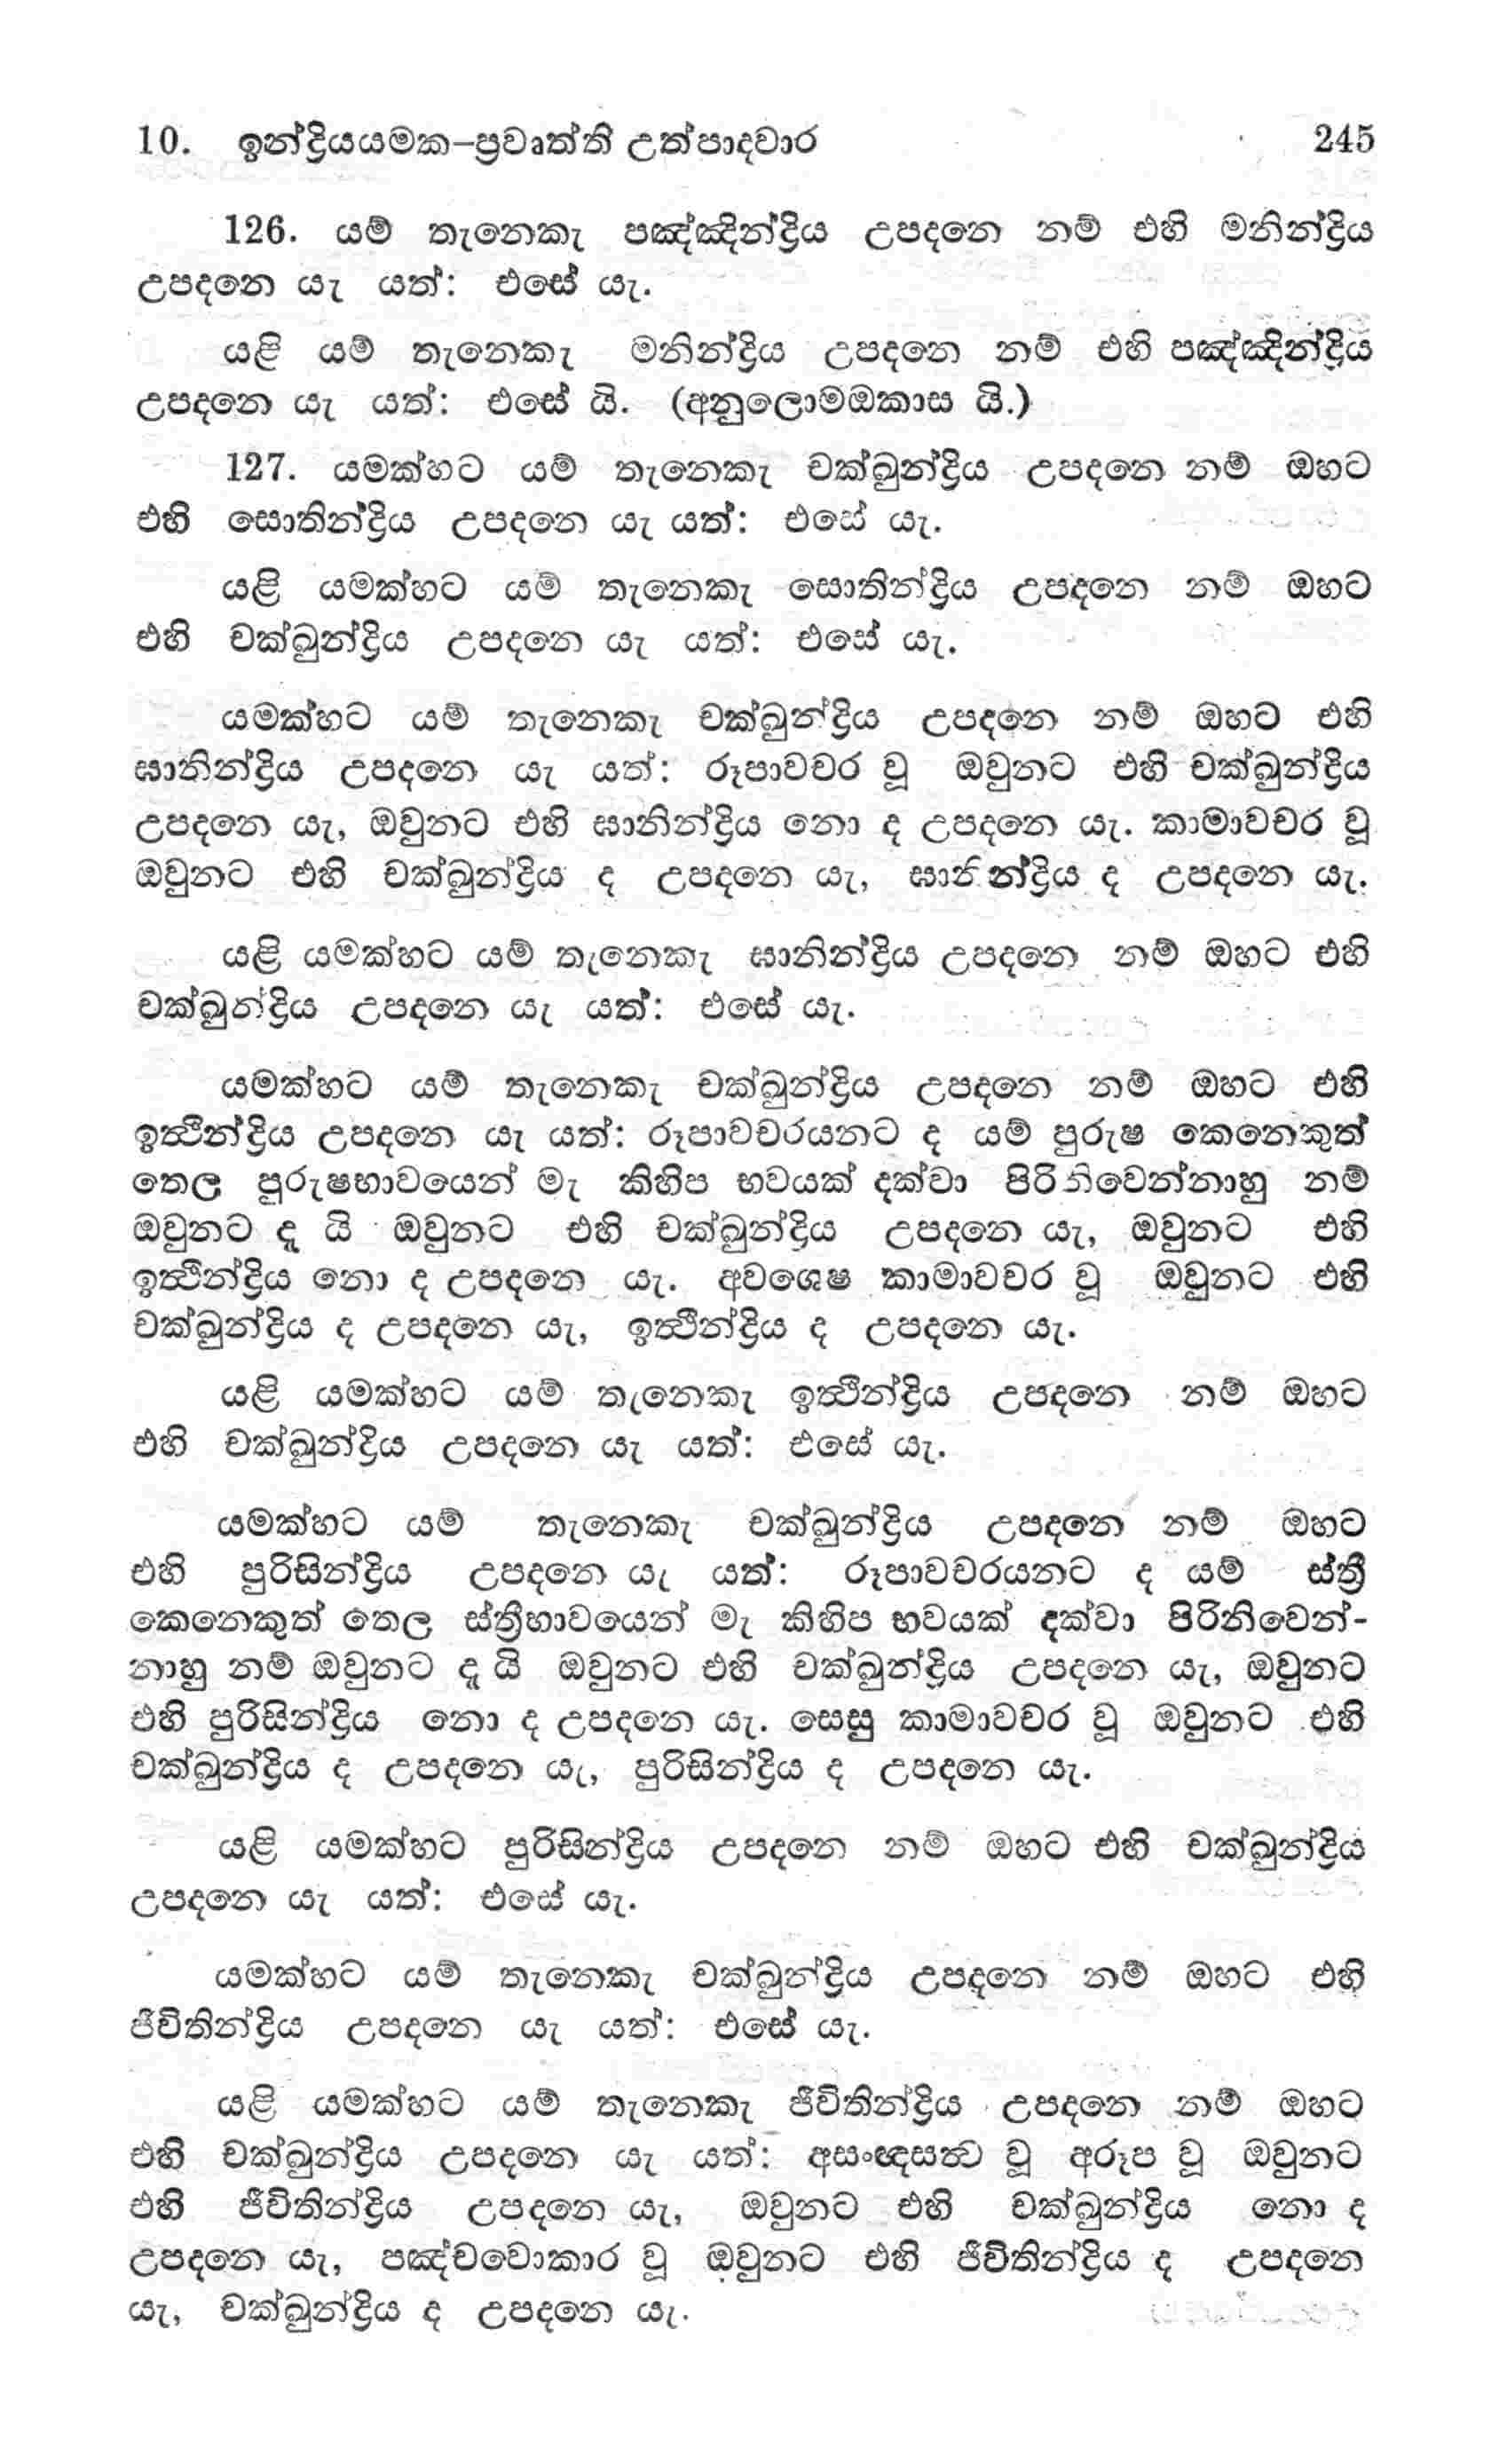 10. ඉන්ද්‍රියයමක–ප්‍රවෘත්ති උත්පාදවාර 245
126. යම් තැනෙකැ පඤ්ඤින්ද්‍රිය උපදනෙ නම් එහි මනින්ද්‍රිය
උපදනෙ යැ යත්: එසේ යැ.
යළි යම් තැනෙකැ මනින්ද්‍රිය උපදනෙ නම් එහි පඤ්ඤින්ද්‍රිය
උපදනෙ යැ යත්: එසේ යි. (අනුලොමඔකාස යි.)
127. යමක්හට යම් තැනෙකැ චක්ඛුන්ද්‍රිය උපදනෙ නම් ඔහට
එහි සොතින්ද්‍රිය උපදනෙ යැ යත්: එසේ යැ.
යළි යමක්හට යම් තැනෙකැ සොතින්ද්‍රිය උපදනෙ නම් ඔහට
එහි චක්ඛුන්ද්‍රිය උපදනෙ යැ යත්: එසේ යැ.
යමක්හට යම් තැනෙකැ චක්ඛුන්ද්‍රිය උපදනෙ නම් ඔහට එහි
ඝානින්ද්‍රිය උපදනෙ යැ යත්: රූපාවචර වූ ඔවුනට එහි චක්ඛුන්ද්‍රිය
උපදනෙ යැ, ඔවුනට එහි ඝානින්ද්‍රිය නො ද උපදනෙ යැ. කාමාවචර වූ
ඔවුනට එහි චක්ඛුන්ද්‍රිය ද උපදනෙ යැ, ඝානින්ද්‍රිය ද උපදනෙ යැ.
යළි යමක්හට යම් තැනෙකැ ඝානින්ද්‍රිය උපදනෙ නම් ඔහට එහි
චක්ඛුන්ද්‍රිය උපදනෙ යැ යත්: එසේ යැ.
යමක්හට යම් තැනෙකැ චක්ඛුන්ද්‍රිය උපදනෙ නම් ඔහට එහි
ඉත්‍ථින්ද්‍රිය උපදනෙ යැ යත්: රූපාවචරයනට ද යම් පුරුෂ කෙනෙකුත්
තෙල පුරුෂභාවයෙන් මැ කිහිප භවයක් දක්වා පිරිනිවෙන්නාහු නම්
ඔවුනට දූ යි ඔවුනට එහි චක්ඛුන්ද්‍රිය උපදනෙ යැ, ඔවුනට එහි
ඉත්‍ථින්ද්‍රිය නො ද උපදනෙ යැ. අවශෙෂ කාමාවචර වූ ඔවුනට එහි
චක්ඛුන්ද්‍රිය ද උපදනෙ යැ, ඉත්‍ථින්ද්‍රිය ද උපදනෙ යැ.
යළි යමක්හට යම් තැනෙකැ ඉත්‍ථින්ද්‍රිය උපදනෙ නම් ඔහට
එහි චක්ඛුන්ද්‍රිය උපදනෙ යැ යත්: එසේ යැ.
යමක්හට යම් තැනෙකැ චක්ඛුන්ද්‍රිය උපදනෙ නම් ඔහට
එහි පුරිසින්ද්‍රිය උපදනෙ යැ යත්: රූපාවචරයනට ද යම් ස්ත්‍රී
කෙනෙකුත් තෙල ස්ත්‍රීභාවයෙන් මැ කිහිප භවයක් දක්වා පිරිනිවෙන්-
නාහු නම් ඔවුනට දූ යි ඔවුනට එහි චක්ඛුන්ද්‍රිය උපදනෙ යැ, ඔවුනට
එහි පුරිසින්ද්‍රිය නො ද උපදනෙ යැ. සෙසු කාමාවචර වූ ඔවුනට එහි
චක්ඛුන්ද්‍රිය ද උපදනෙ යැ, පුරිසින්ද්‍රිය ද උපදනෙ යැ.
යළි යමක්හට පුරිසින්ද්‍රිය උපදනෙ නම් ඔහට එහි චක්ඛුන්ද්‍රිය
උපදනෙ යැ යත්: එසේ යැ.
යමක්හට යම් තැනෙකැ චක්ඛුන්ද්‍රිය උපදනෙ නම් ඔහට එහි
ජීවිතින්ද්‍රිය උපදනෙ යැ යත්: එසේ යැ.
යළි යමක්හට යම් තැනෙකැ ජීවිතින්ද්‍රිය උපදනෙ නම් ඔහට
එහි චක්ඛුන්ද්‍රිය උපදනෙ යැ යත්: අසංඥසත්‍ව වූ අරූප වූ ඔවුනට
එහි ජීවිතින්ද්‍රිය උපදනෙ යැ, ඔවුනට එහි චක්ඛුන්ද්‍රිය නො ද
උපදනෙ යැ, පඤ්චවොකාර වූ ඔවුනට එහි ජීවිතින්ද්‍රිය ද උපදනෙ
යැ, චක්ඛුන්ද්‍රිය ද උපදනෙ යැ.